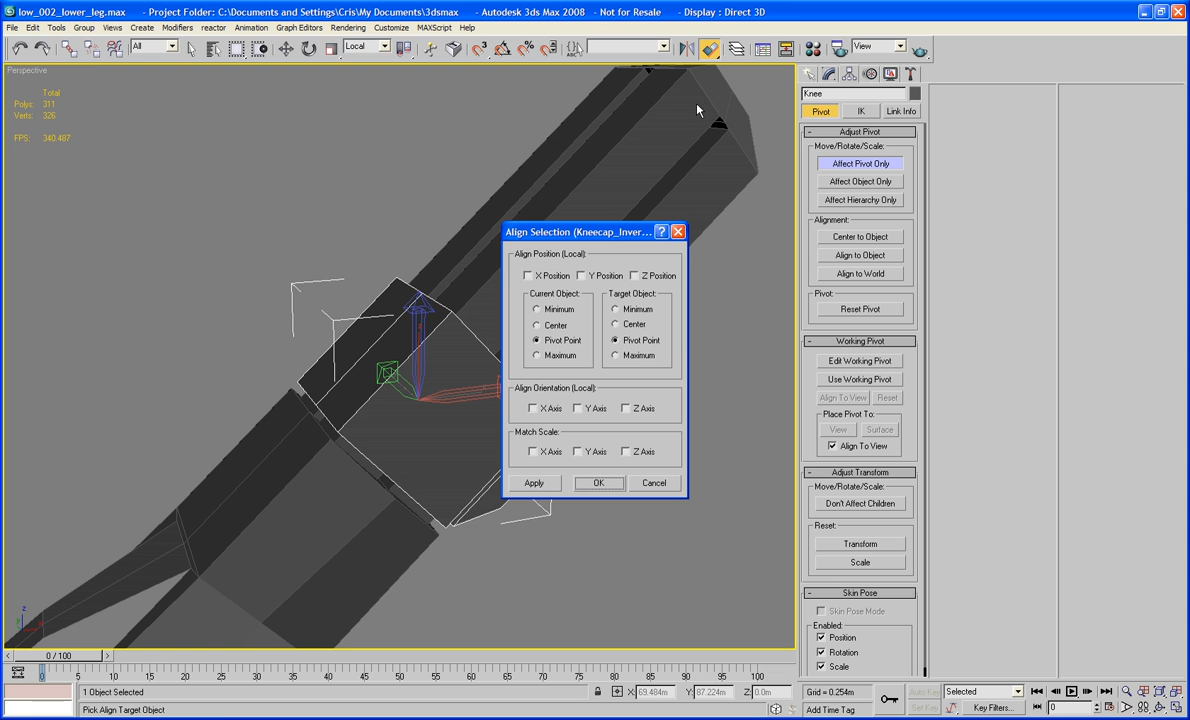 low_002_lower_leg.max - Project Folder: C:\Documents and Settings\Cris\My Documents\3dsmax - Autodesk 3ds Max 2008 - Not for Resale - Display : Direct 3D
File Edit Tools Group Views Create Modifiers reactor Animation Graph Editors Rendering Customize MAXScript Help
All Local View
Perspective
Total
Polys: 311
Verts: 326
FPS: 340.487
Knee
Pivot IK Link Info
- Adjust Pivot
Move/Rotate/Scale:
Affect Pivot Only
Affect Object Only
Affect Hierarchy Only
Alignment:
Center to Object
Align to Object
Align to World
Pivot:
Reset Pivot
- Working Pivot
Edit Working Pivot
Use Working Pivot
Align To View Reset
Place Pivot To:
View Surface
Align To View
- Adjust Transform
Move/Rotate/Scale:
Don't Affect Children
Reset:
Transform
Scale
- Skin Pose
Skin Pose Mode
Enabled:
Position
Rotation
Scale
Align Selection (Kneecap_Inver...
Align Position (Local):
X Position Y Position Z Position
Current Object: Target Object:
Minimum Minimum
Center Center
Pivot Point Pivot Point
Maximum Maximum
Align Orientation (Local):
X Axis Y Axis Z Axis
Match Scale:
X Axis Y Axis Z Axis
Apply OK Cancel
z
y x
0 / 100
0 5 10 15 20 25 30 35 40 45 50 55 60 65 70 75 80 85 90 95 100
1 Object Selected X: 69.484m Y: 87.224m Z: 0.0m Grid = 0.254m Auto Key Selected
Pick Align Target Object Add Time Tag Set Key Key Filters... 0